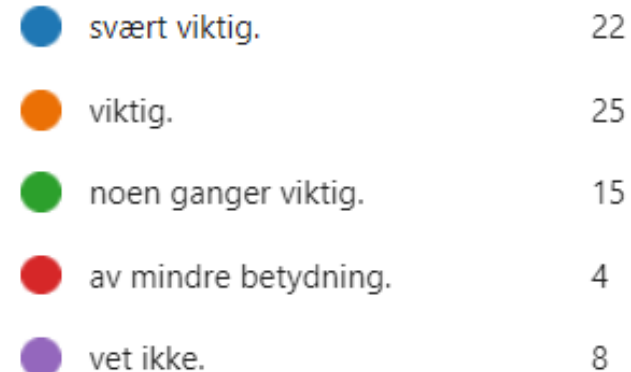 svært viktig. 22
viktig. 25
noen ganger viktig. 15
av mindre betydning. 4
vet ikke. 8